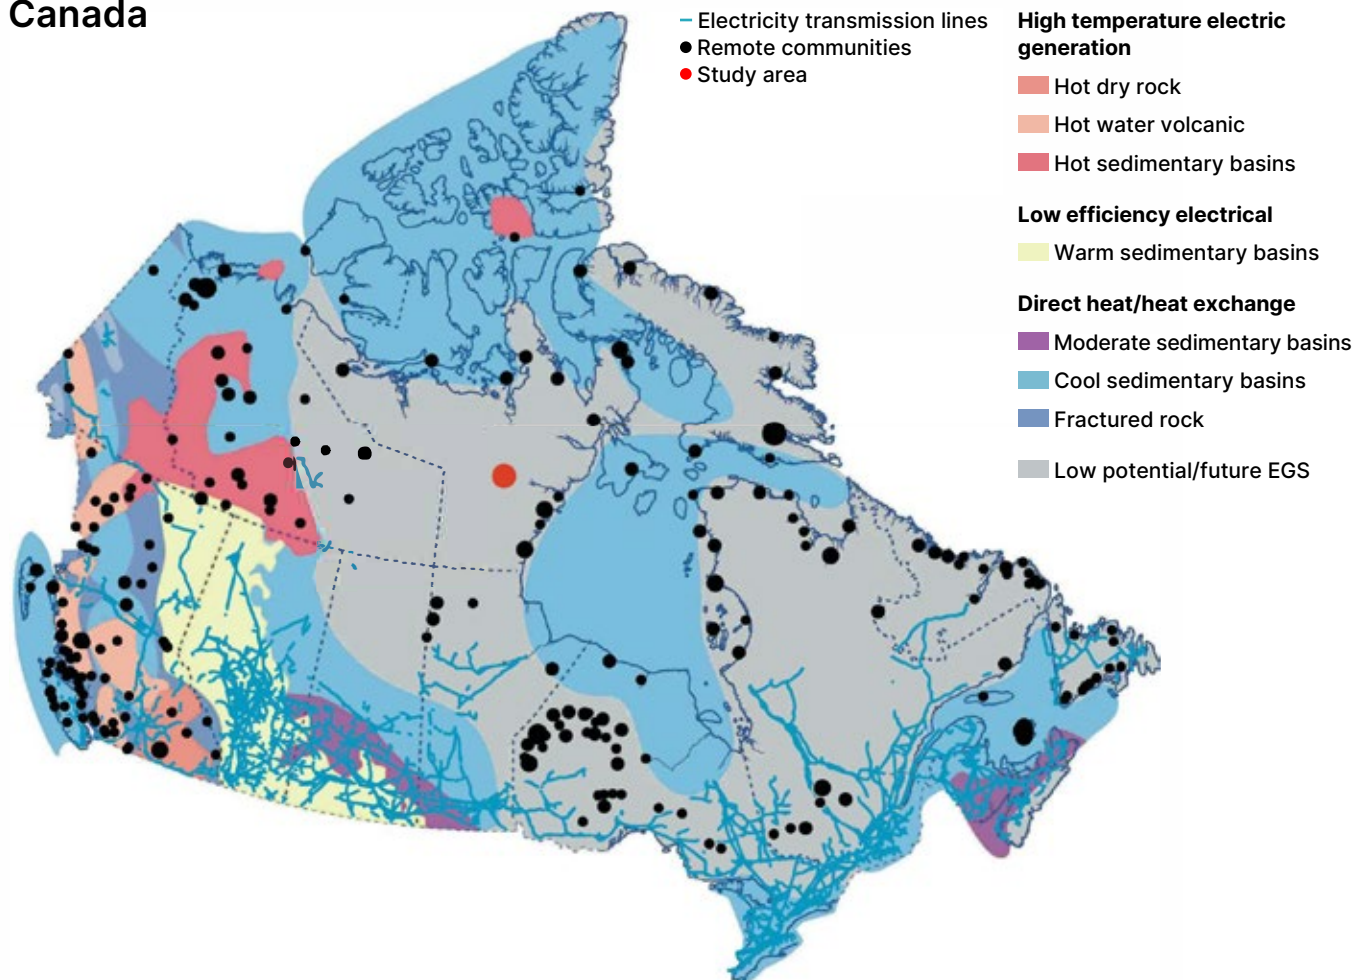 Canada
Electricity transmission lines
Remote communities
Study area
High temperature electric
generation
Hot dry rock
Hot water volcanic
Hot sedimentary basins
Low efficiency electrical
Warm sedimentary basins
Direct heat/heat exchange
Moderate sedimentary basins
Cool sedimentary basins
Fractured rock
Low potential/future EGS